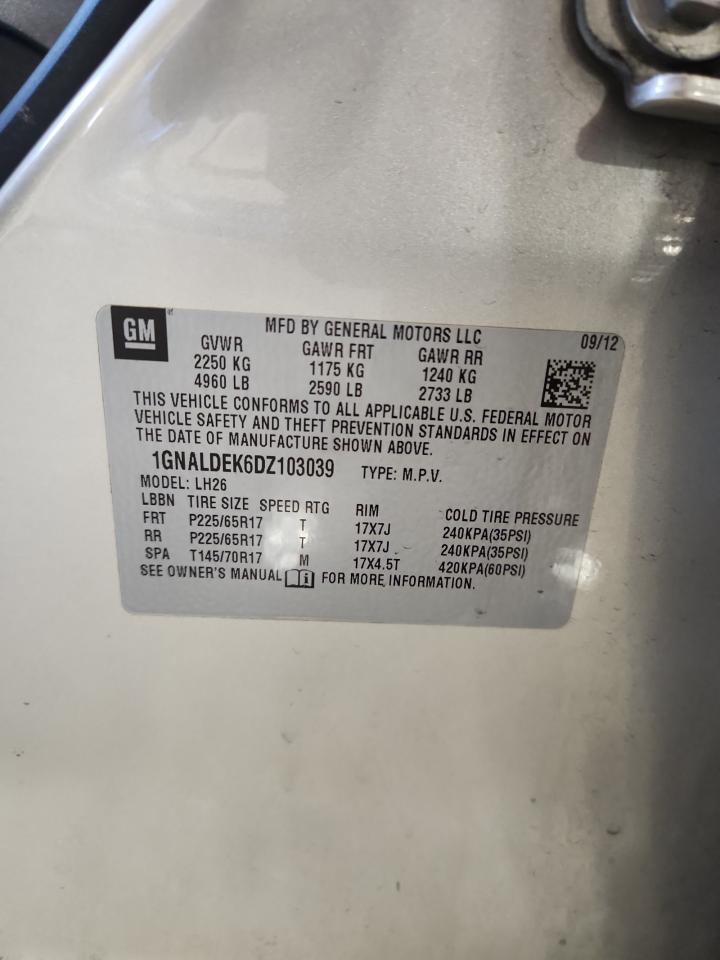 GM
MFD BY GENERAL MOTORS LLC
09/12
GVWR GAWR FRT GAWR RR
2250 KG 1175 KG 1240 KG
4960 LB 2590 LB 2733 LB
THIS VEHICLE CONFORMS TO ALL APPLICABLE U.S. FEDERAL MOTOR
VEHICLE SAFETY AND THEFT PREVENTION STANDARDS IN EFFECT ON
THE DATE OF MANUFACTURE SHOWN ABOVE.
1GNALDEK6DZ103039 TYPE: M.P.V.
MODEL: LH26
LBBN TIRE SIZE SPEED RTG RIM COLD TIRE PRESSURE
FRT P225/65R17 T 17X7J 240KPA(35PSI)
RR P225/65R17 T 17X7J 240KPA(35PSI)
SPA T145/70R17 M 17X4.5T 420KPA(60PSI)
SEE OWNER'S MANUAL FOR MORE INFORMATION.